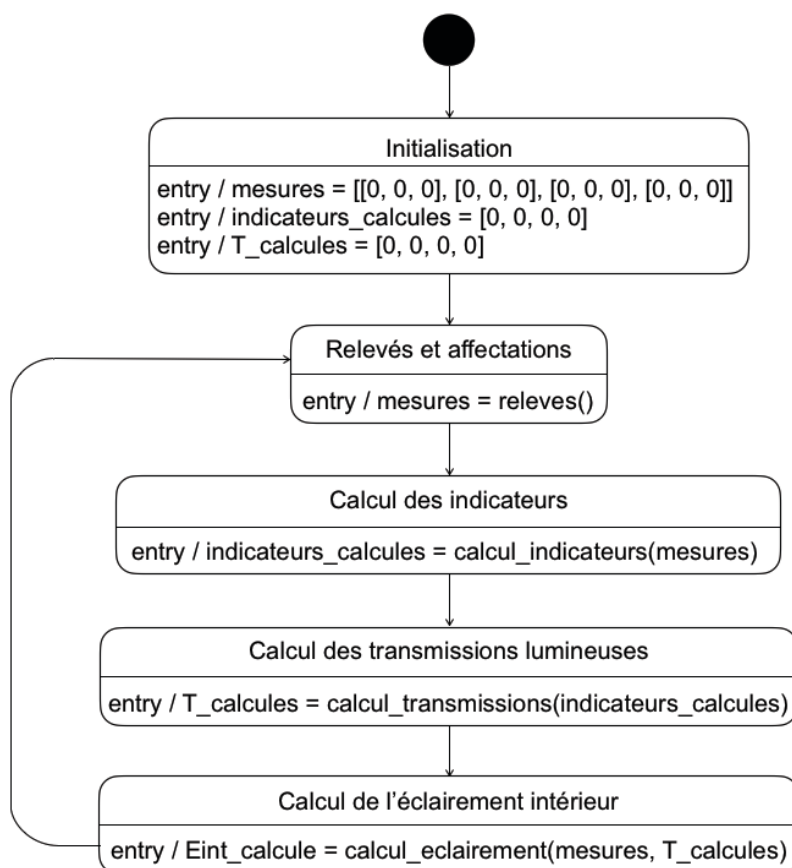 Initialisation
entry / mesures = [[0, 0, 0], [0, 0, 0], [0, 0, 0], [0, 0, 0]]
entry / indicateurs_calcules = [0, 0, 0, 0]
entry / T_calcules = [0, 0, 0, 0]
Relevés et affectations
entry / mesures = releves()
Calcul des indicateurs
entry / indicateurs_calcules = calcul_indicateurs(mesures)
Calcul des transmissions lumineuses
entry / T_calcules = calcul_transmissions(indicateurs_calcules)
Calcul de l'éclairement intérieur
entry / Eint_calcule = calcul_eclairement(mesures, T_calcules)